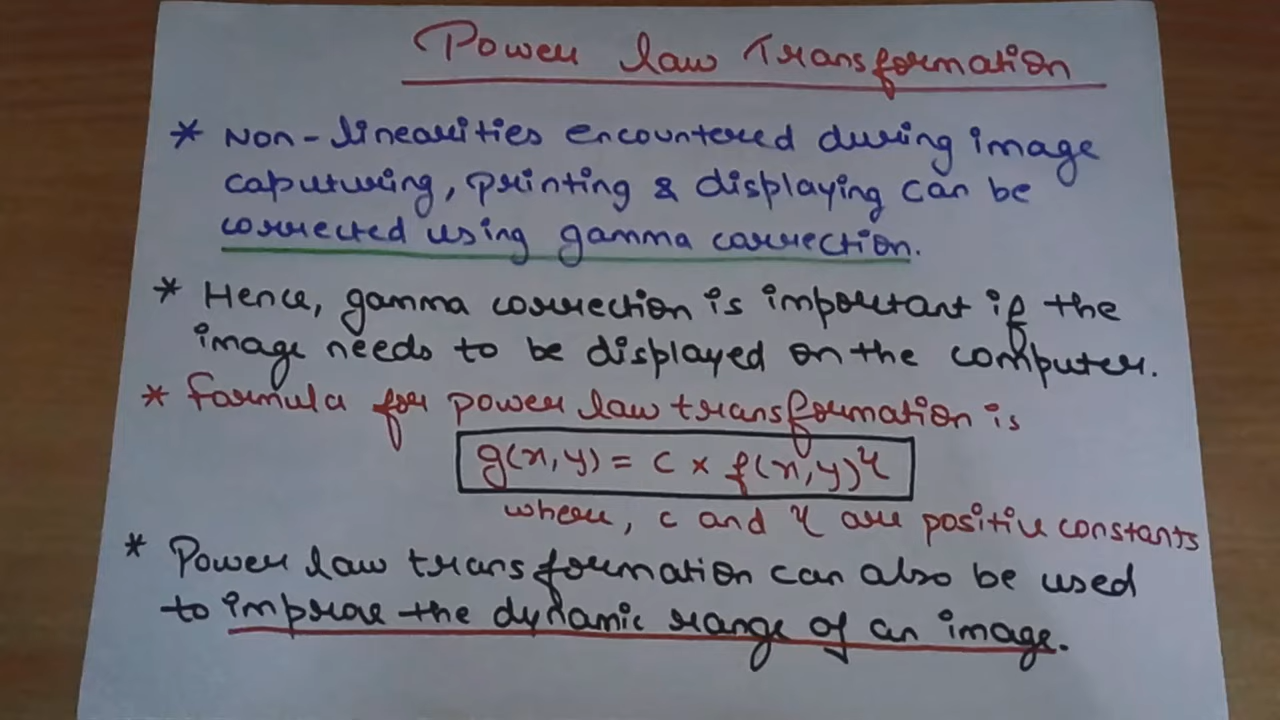 Power law Transformation
* Non-linearities encountered during image
caputuring, printing & displaying can be
corrected using gamma correction.
* Hence, gamma correction is important if the
image needs to be displayed on the computer.
* formula for power law transformation is
g(x,y) = c × f(x,y)^γ
where, c and γ are positive constants
* Power law transformation can also be used
to improve the dynamic range of an image.